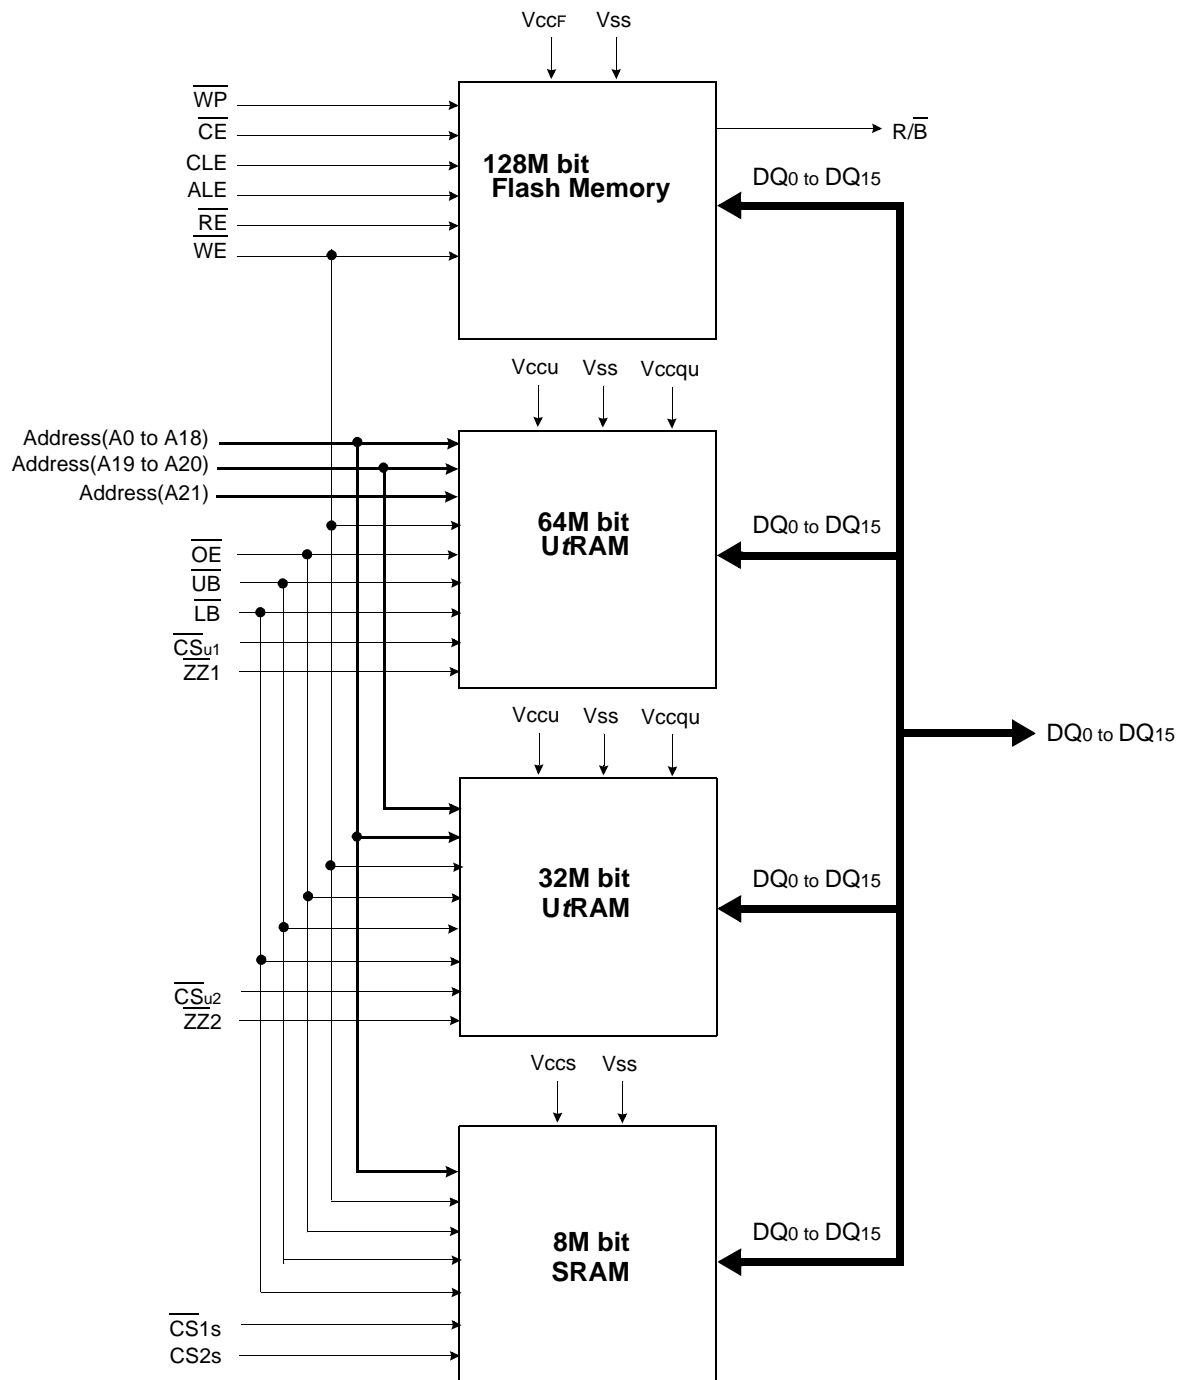 VccF Vss
WP
CE
CLE
ALE
RE
WE
128M bit
Flash Memory
R/B
DQ0 to DQ15
Vccu Vss Vccqu
Address(A0 to A18)
Address(A19 to A20)
Address(A21)
OE
UB
LB
CSu1
ZZ1
64M bit
UtRAM
DQ0 to DQ15
Vccu Vss Vccqu
DQ0 to DQ15
32M bit
UtRAM
DQ0 to DQ15
CSu2
ZZ2
Vccs Vss
8M bit
SRAM
DQ0 to DQ15
CS1s
CS2s